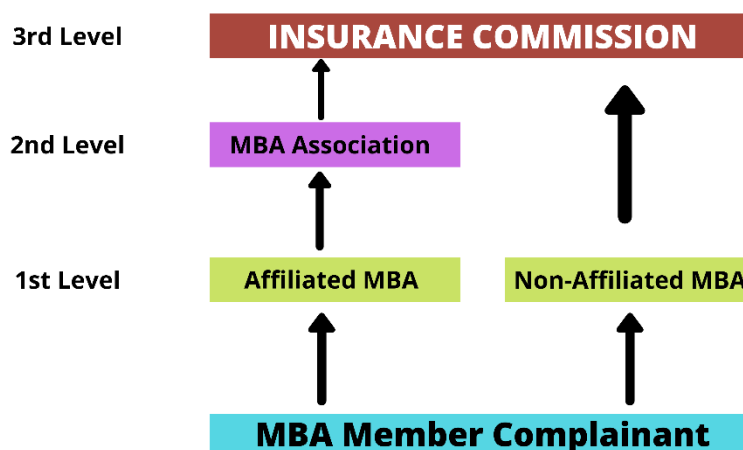 3rd Level
INSURANCE COMMISSION
2nd Level
MBA Association
1st Level
Affiliated MBA
Non-Affiliated MBA
MBA Member Complainant